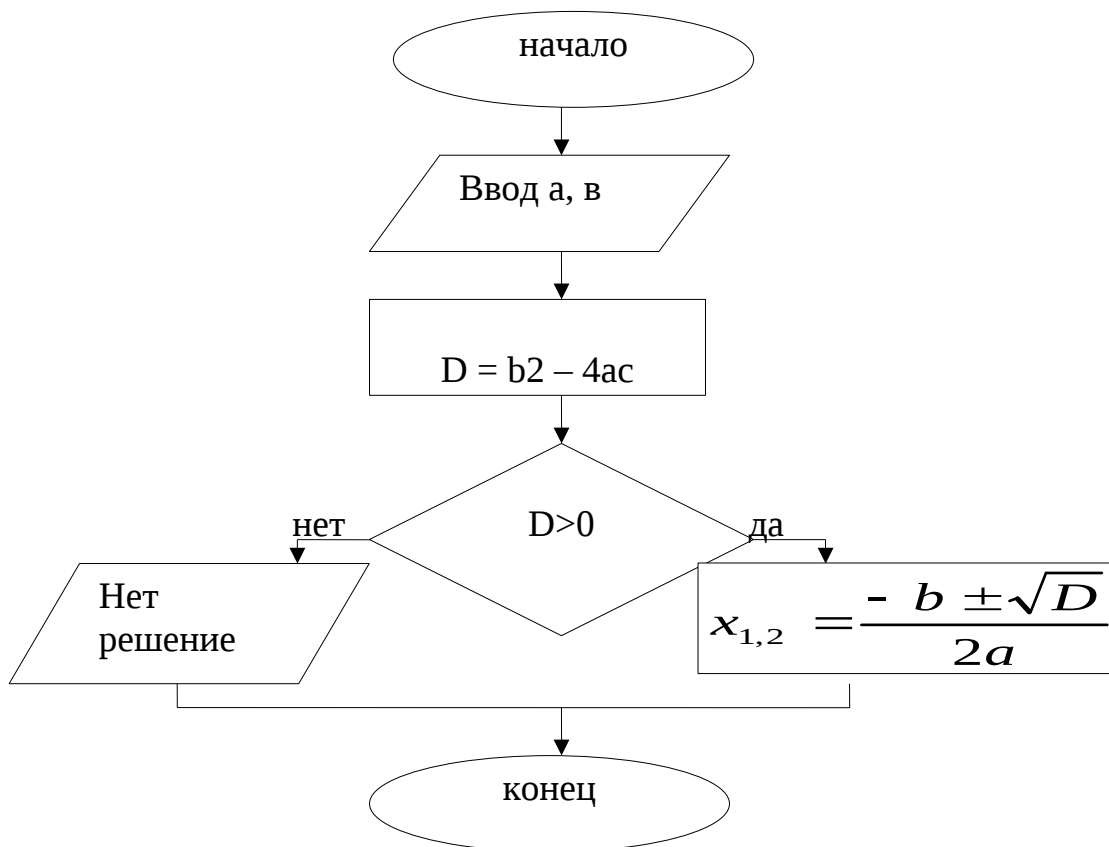 начало
Ввод а, в
D = b2 – 4ac
D>0
нет
да
Нет
решение
x1,2 = - b ± √D / 2a
конец